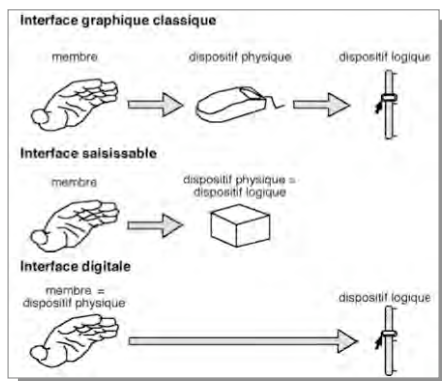 Interface graphique classique
membre dispositif physique dispositif logique
Interface saisissable
membre dispositif physique =
dispositif logique
Interface digitale
membre =
dispositif physique dispositif logique